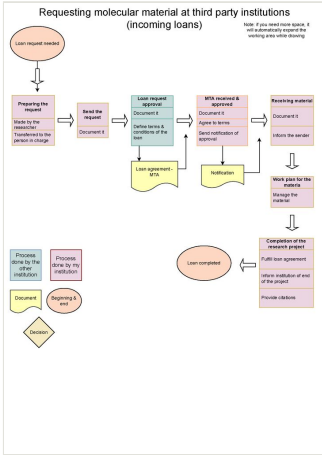 Requesting molecular material at third party institutions
(incoming loans)
Note: if you need more space, it
will automatically expand the
working area while drawing
Loan request needed
Preparing the
request
Made by the
researcher
Transferred to the
person in charge
Send the
request
Document it
Loan request
approval
Document it
Define terms &
conditions of the
loan
Loan agreement -
MTA
MTA received &
approved
Document it
Agree to terms
Send notification of
approval
Notification
Receiving material
Document it
Inform the sender
Work plan for the
materia
Manage the
material
Completion of the
research project
Fulfill loan agreement
Inform institution of end
of the project
Provide citations
Loan completed
Process
done by the
other
institution
Process
done by my
institution
Document
Beginning &
end
Decision